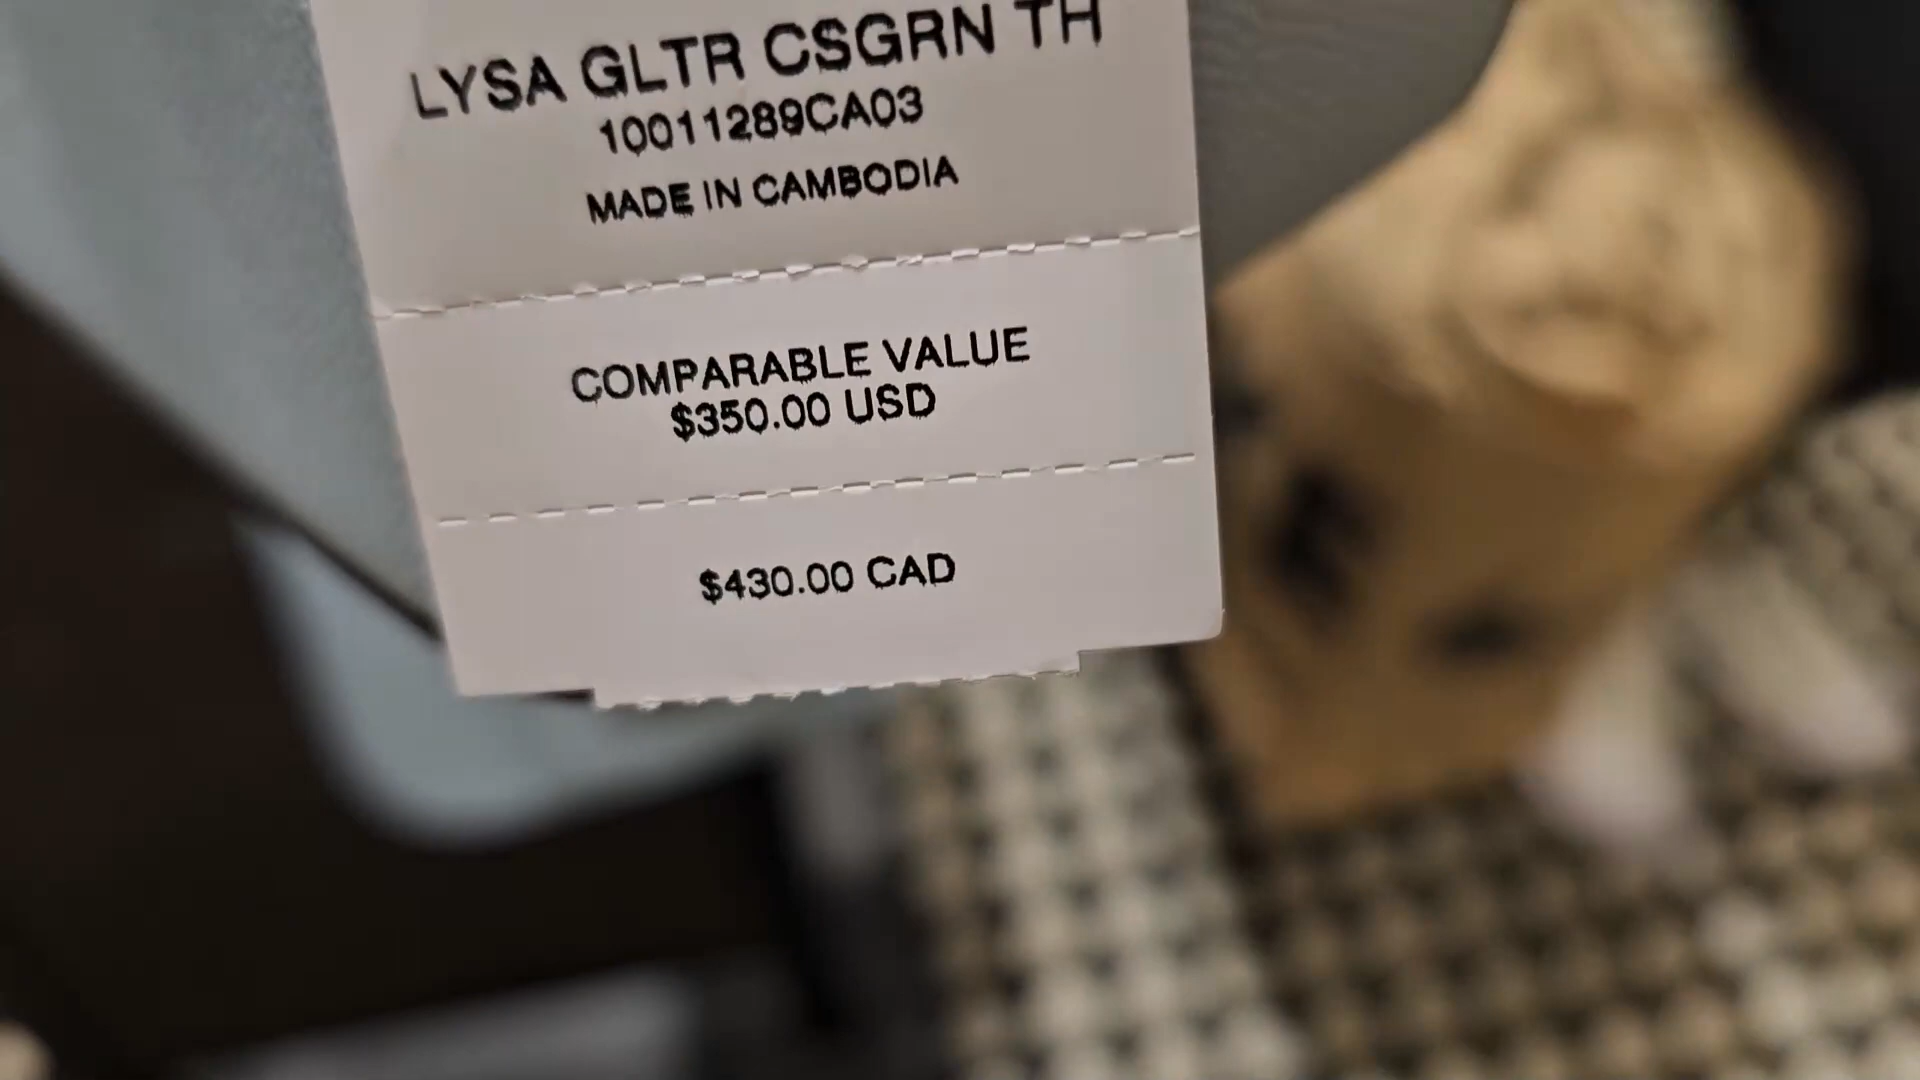 LYSA GLTR CSGRN TH
10011289CA03
MADE IN CAMBODIA
COMPARABLE VALUE
$350.00 USD
$430.00 CAD